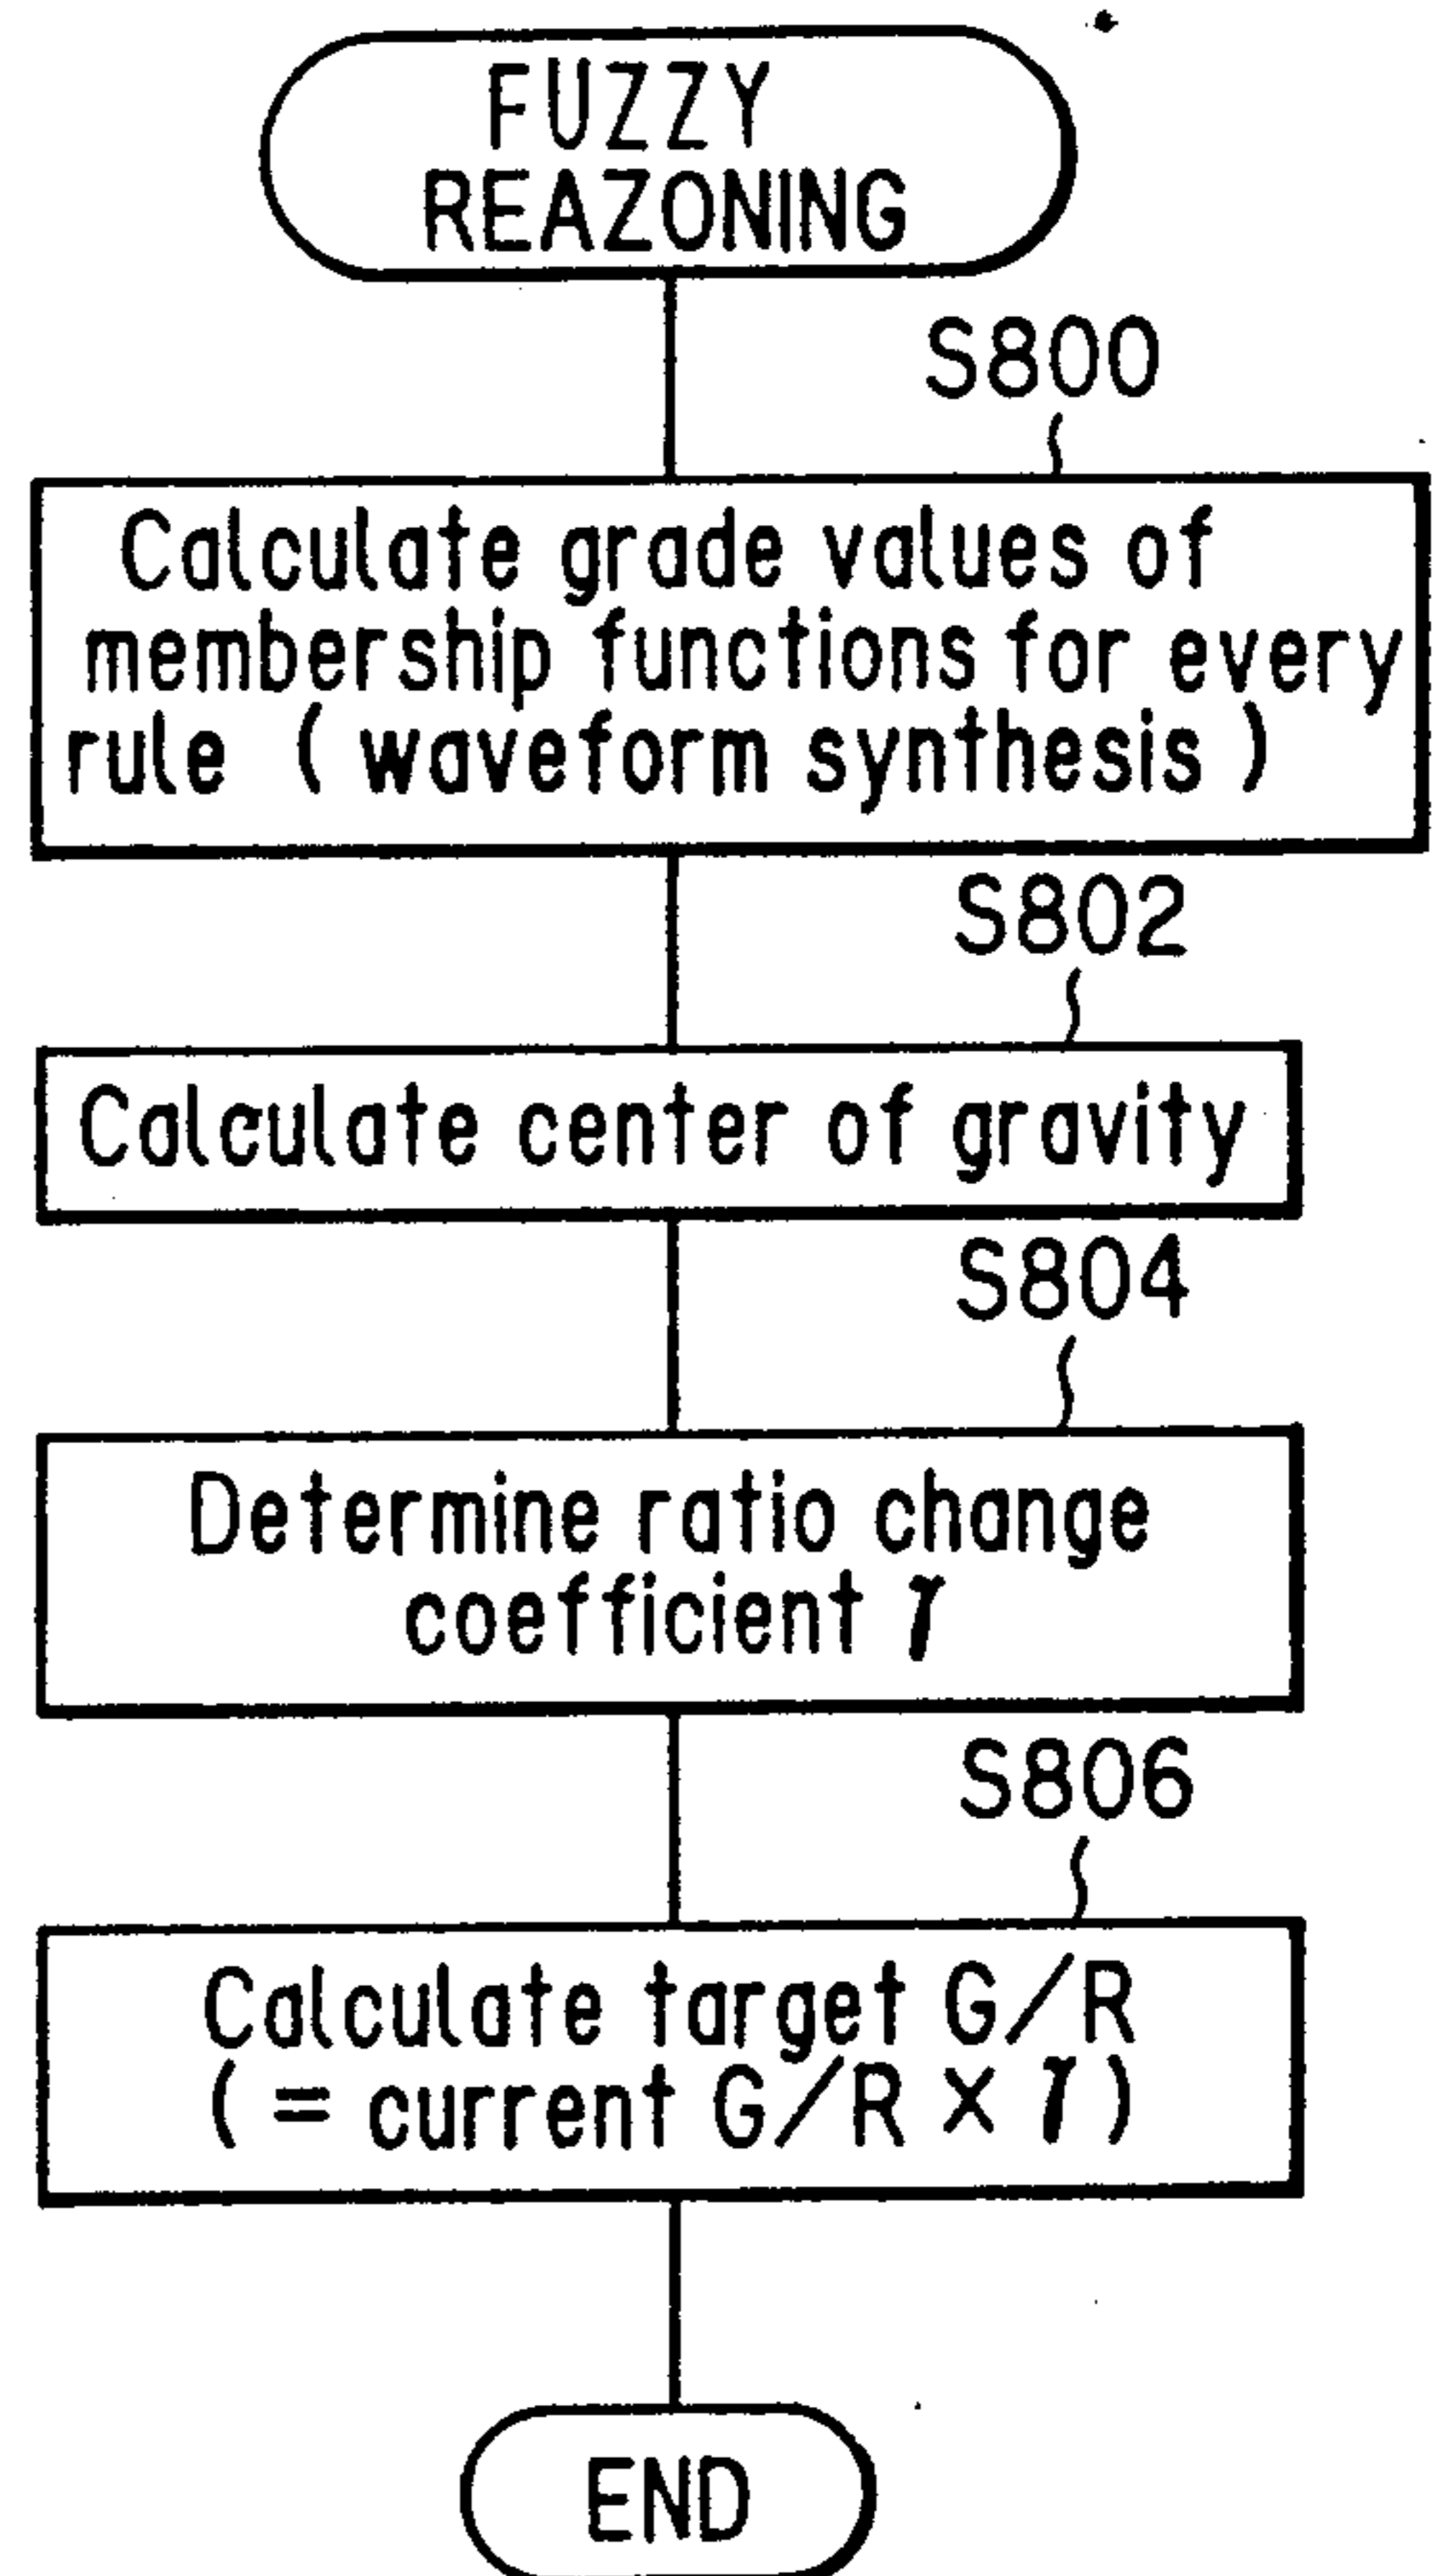 FUZZY
REAZONING
S800
Calculate grade values of
membership functions for every
rule ( waveform synthesis )
S802
Calculate center of gravity
S804
Determine ratio change
coefficient γ
S806
Calculate target G/R
( = current G/R × γ )
END